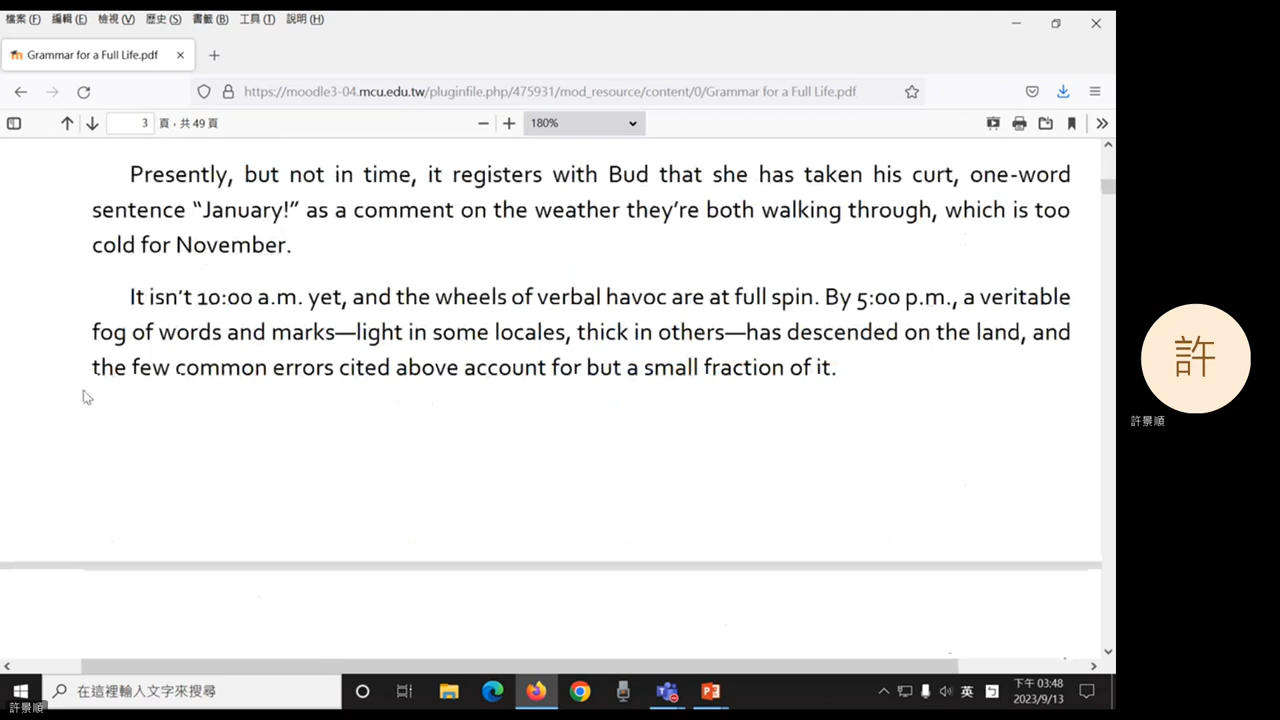 檔案(F) 編輯(E) 檢視(V) 歷史(S) 書籤(B) 工具(T) 說明(H)
Grammar for a Full Life.pdf
https://moodle3-04.mcu.edu.tw/pluginfile.php/475931/mod_resource/content/0/Grammar for a Full Life.pdf
3 頁，共 49 頁
180%
Presently, but not in time, it registers with Bud that she has taken his curt, one-word
sentence “January!” as a comment on the weather they’re both walking through, which is too
cold for November.
It isn’t 10:00 a.m. yet, and the wheels of verbal havoc are at full spin. By 5:00 p.m., a veritable
fog of words and marks—light in some locales, thick in others—has descended on the land, and
the few common errors cited above account for but a small fraction of it.
許
許景順
在這裡輸入文字來搜尋
英
下午 03:48
2023/9/13
許景順